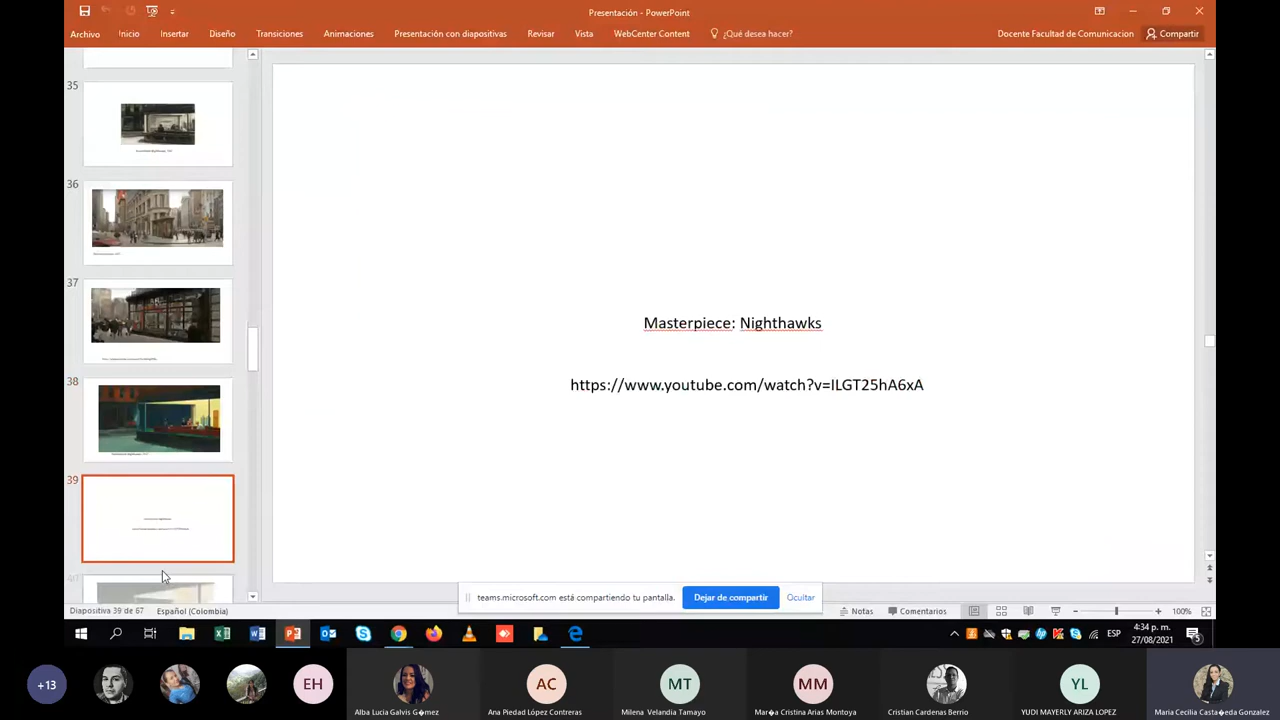 Presentación - PowerPoint
Archivo Inicio Insertar Diseño Transiciones Animaciones Presentación con diapositivas Revisar Vista WebCenter Content ¿Qué desea hacer? Docente Facultad de Comunicacion Compartir
35
36
37
38
39
40
Masterpiece: Nighthawks
https://www.youtube.com/watch?v=ILGT25hA6xA
teams.microsoft.com está compartiendo tu pantalla. Dejar de compartir Ocultar
Diapositiva 39 de 67 Español (Colombia) Notas Comentarios 100%
ESP 4:34 p. m.
27/08/2021
5
+13 EH AC MT MM YL
Alba Lucia Galvis G�mez Ana Piedad López Contreras Milena Velandia Tamayo Mar�a Cristina Arias Montoya Cristian Cardenas Berrio YUDI MAYERLY ARIZA LOPEZ Maria Cecilia Casta�eda Gonzalez